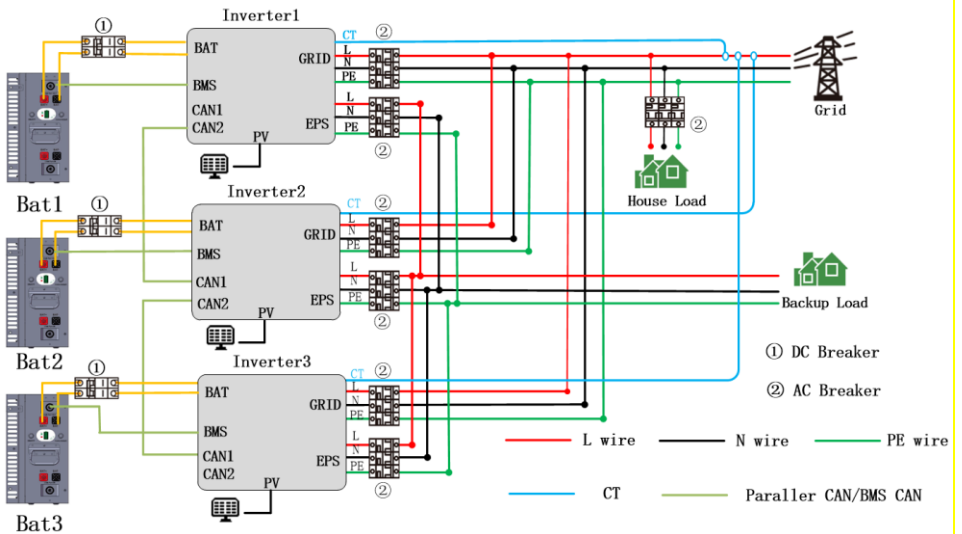 Inverter1
①
BAT
BMS
CAN1
CAN2
GRID
EPS
PV
CT
L
N
PE
②
L
N
PE
②
Grid
②
House Load
Bat1
Inverter2
①
BAT
BMS
CAN1
CAN2
GRID
EPS
PV
CT
L
N
PE
②
L
N
PE
②
Backup Load
Bat2
Inverter3
①
BAT
BMS
CAN1
CAN2
GRID
EPS
PV
CT
L
N
PE
②
L
N
PE
②
Bat3
① DC Breaker
② AC Breaker
L wire
N wire
PE wire
CT
Paraller CAN/BMS CAN